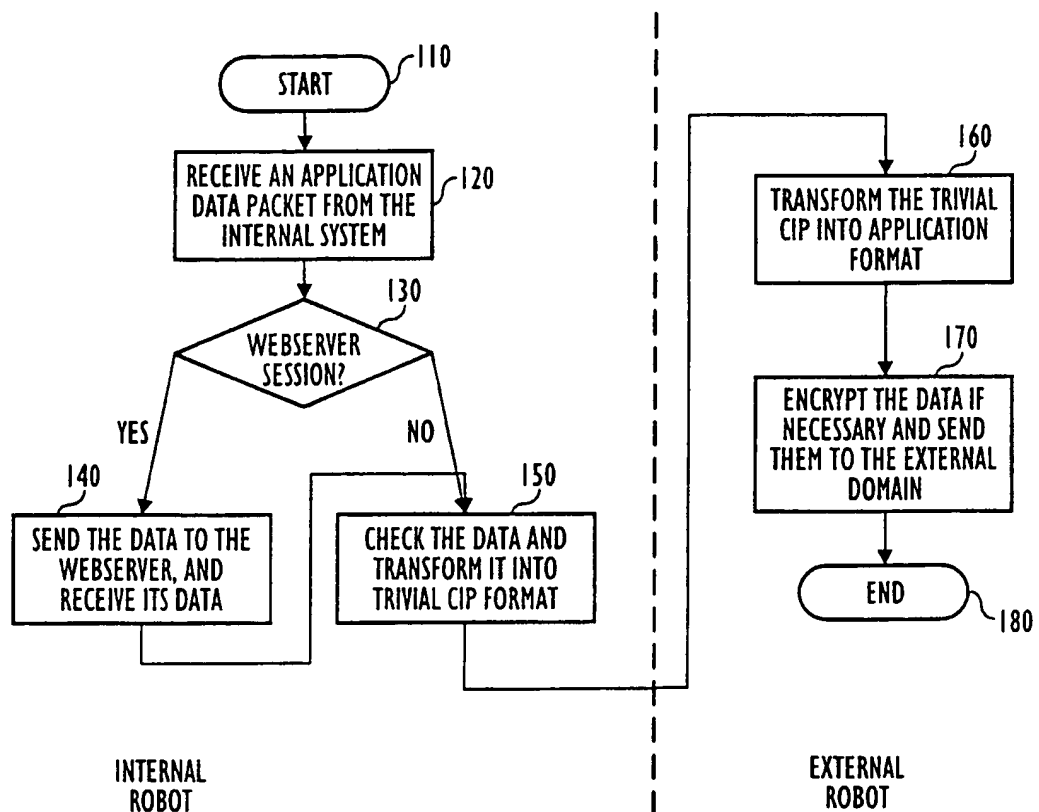 START
110
RECEIVE AN APPLICATION
DATA PACKET FROM THE
INTERNAL SYSTEM
120
130
WEBSERVER
SESSION?
YES
NO
140
SEND THE DATA TO THE
WEBSERVER, AND
RECEIVE ITS DATA
150
CHECK THE DATA AND
TRANSFORM IT INTO
TRIVIAL CIP FORMAT
160
TRANSFORM THE TRIVIAL
CIP INTO APPLICATION
FORMAT
170
ENCRYPT THE DATA IF
NECESSARY AND SEND
THEM TO THE EXTERNAL
DOMAIN
END
180
INTERNAL
ROBOT
EXTERNAL
ROBOT